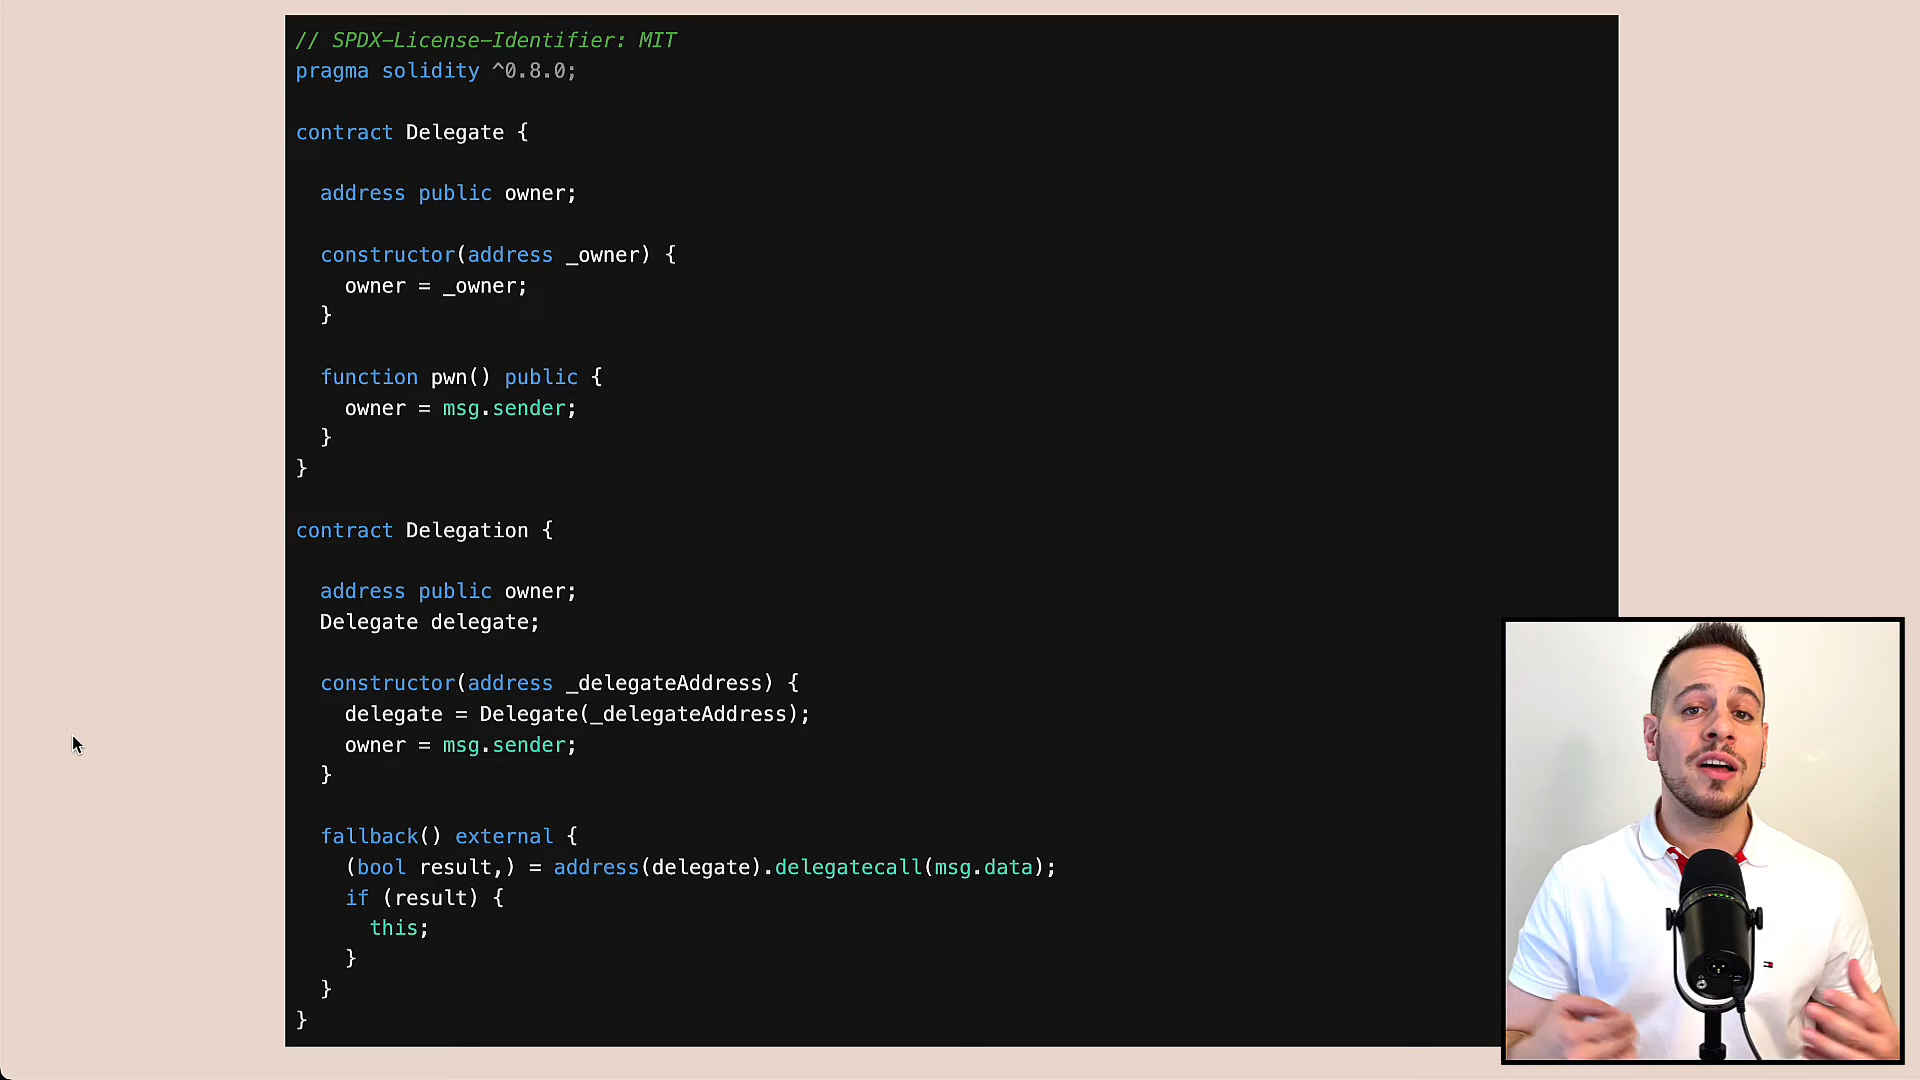 // SPDX-License-Identifier: MIT
pragma solidity ^0.8.0;
contract Delegate {
address public owner;
constructor(address _owner) {
owner = _owner;
}
function pwn() public {
owner = msg.sender;
}
}
contract Delegation {
address public owner;
Delegate delegate;
constructor(address _delegateAddress) {
delegate = Delegate(_delegateAddress);
owner = msg.sender;
}
fallback() external {
(bool result,) = address(delegate).delegatecall(msg.data);
if (result) {
this;
}
}
}